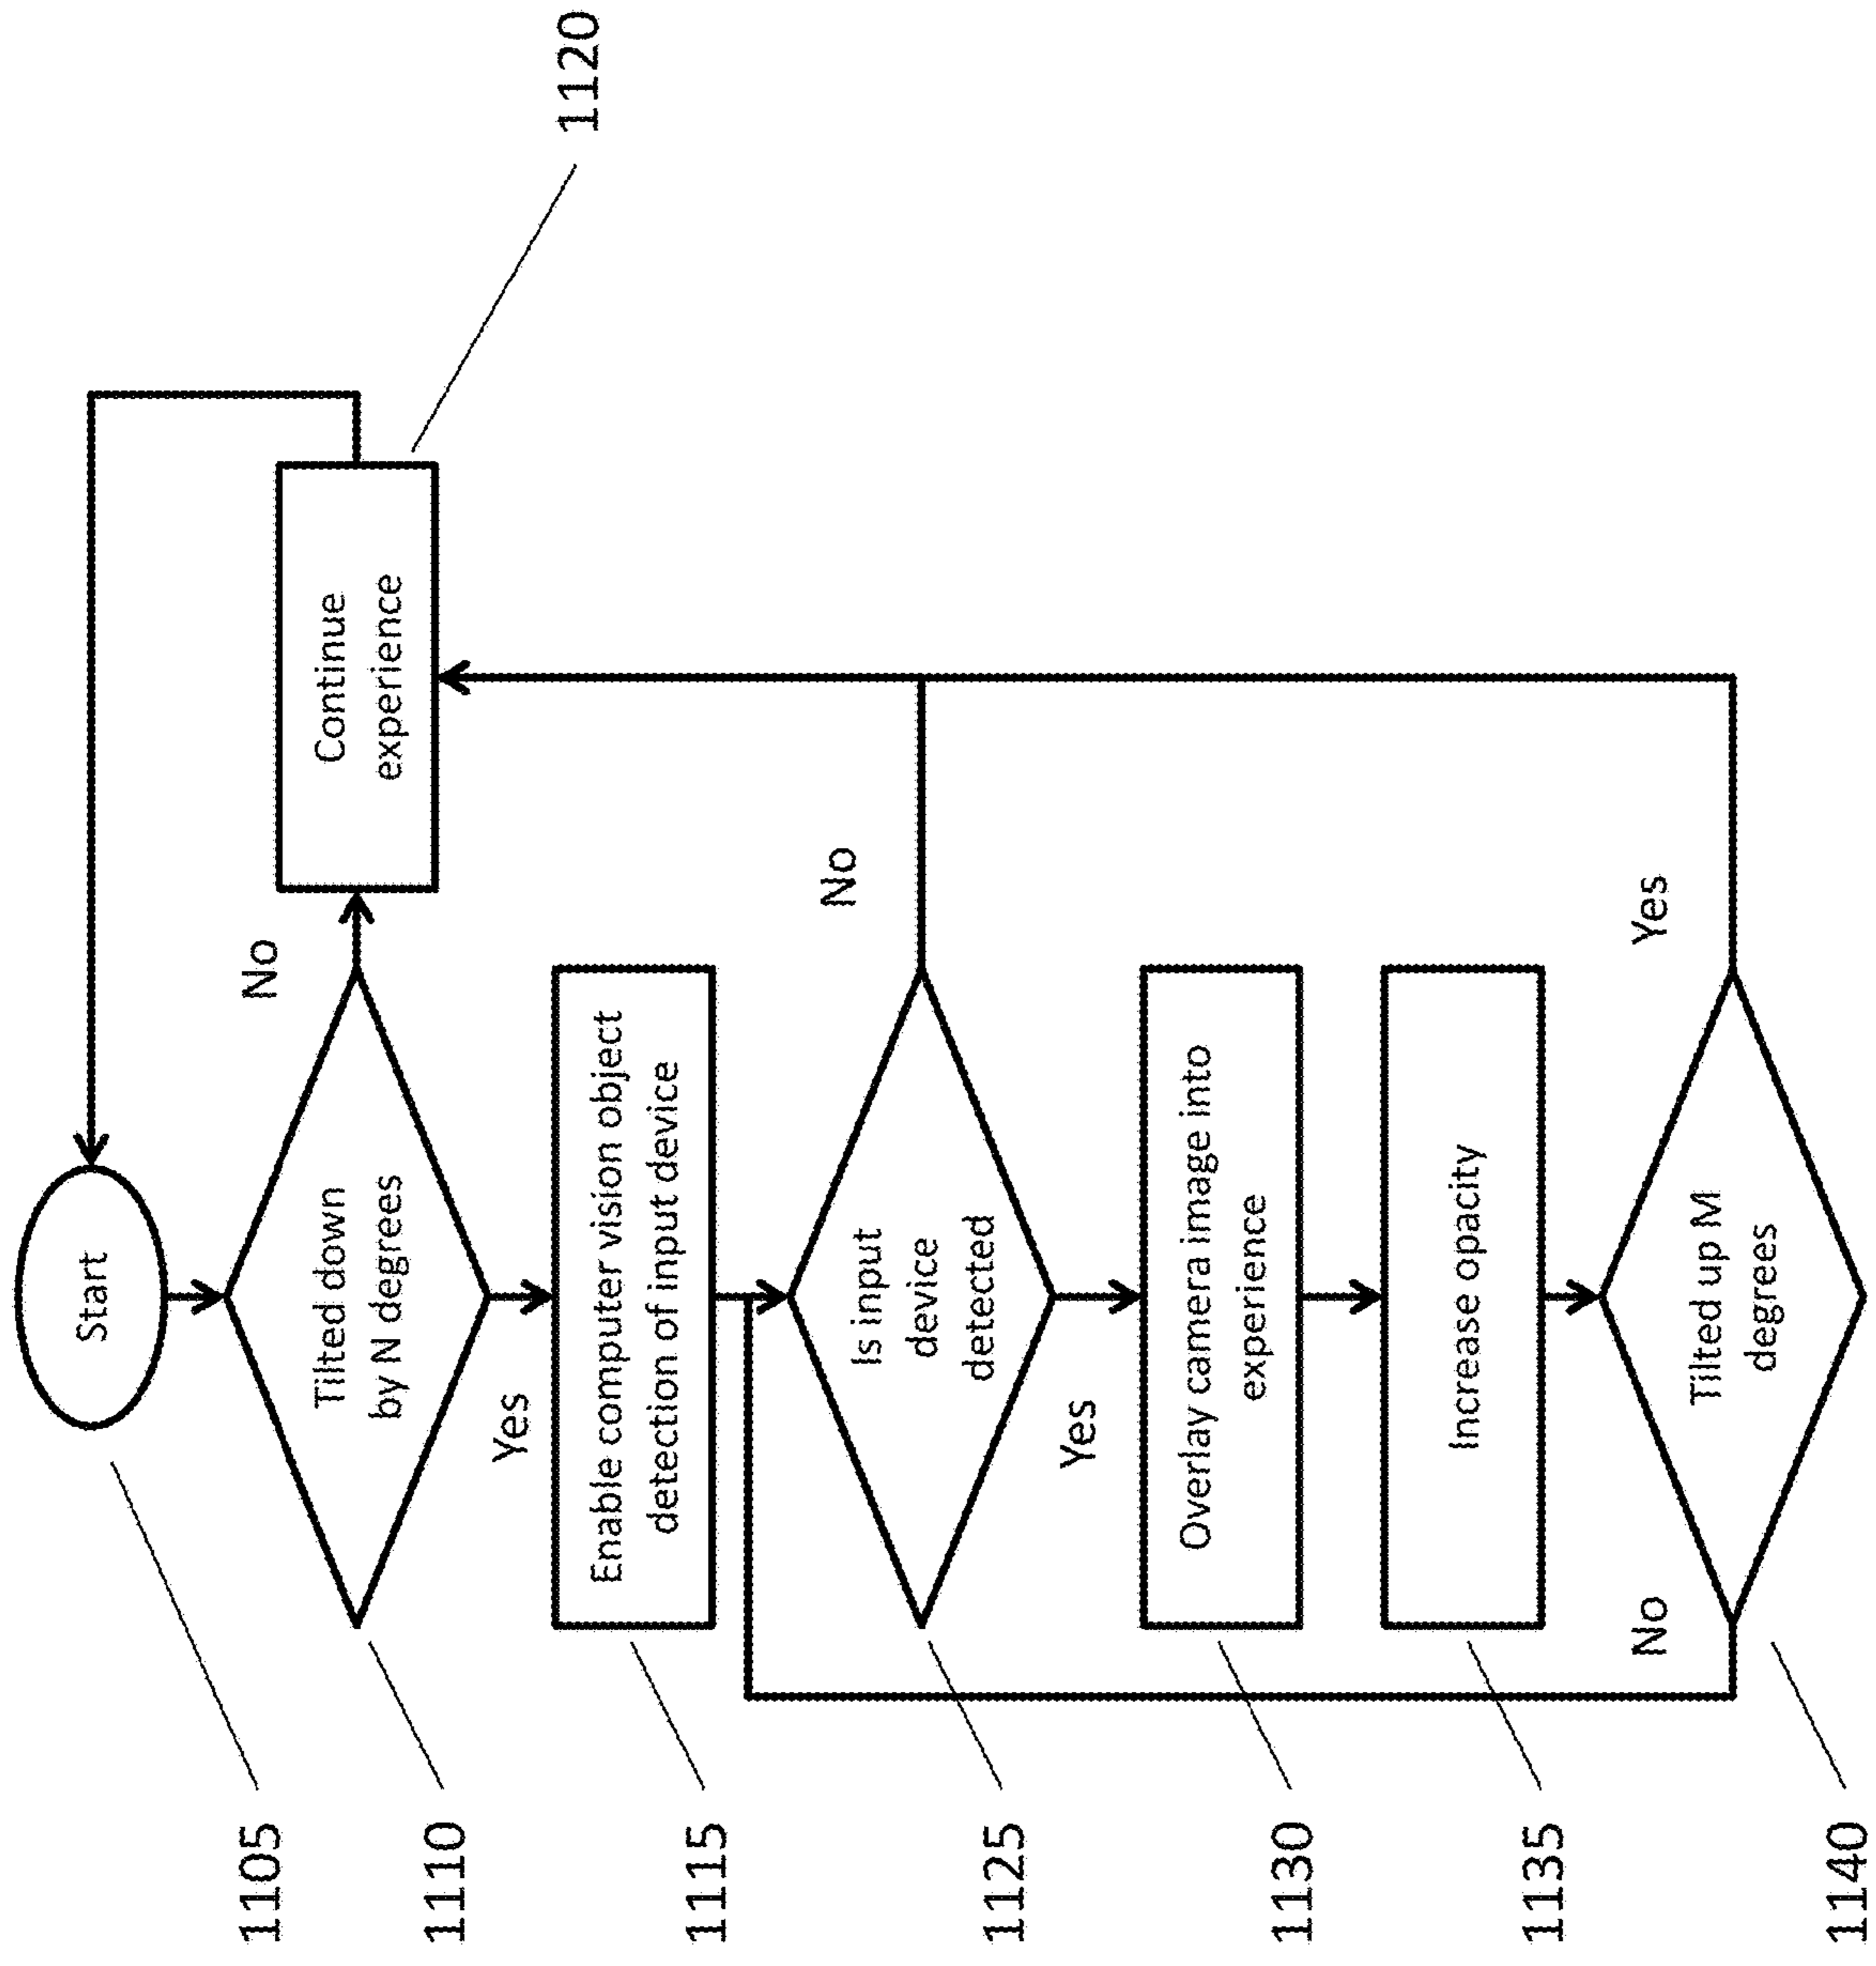 1105
Start
1110
Tilted down
by N degrees
No
Continue
experience
1120
Yes
1115
Enable computer vision object
detection of input device
1125
Is input
device
detected
No
Yes
1130
Overlay camera image into
experience
1135
Increase opacity
1140
Tilted up M
degrees
No
Yes